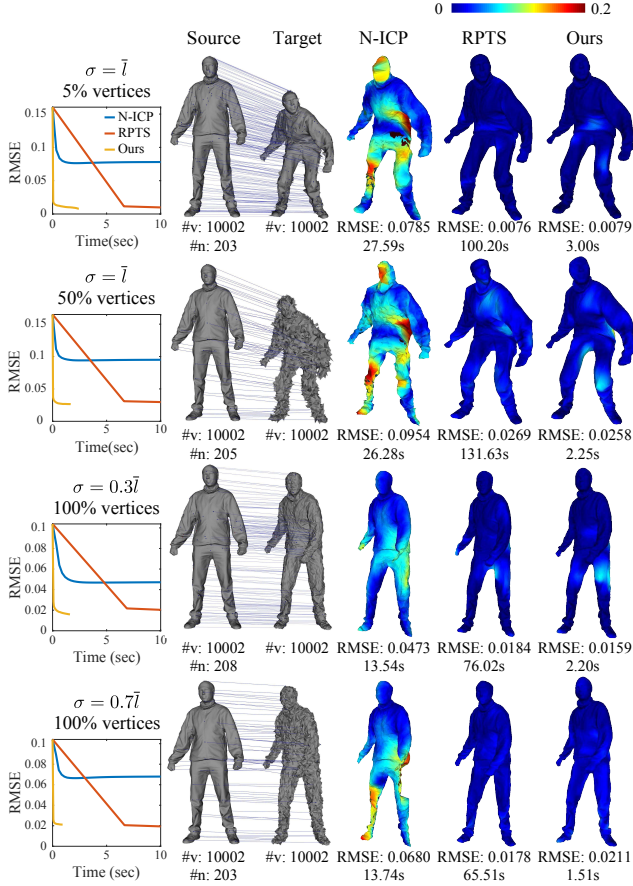 0 0.2
Source Target N-ICP RPTS Ours
σ = l̄
5% vertices
0.15
0.1
0.05
0
RMSE
N-ICP
RPTS
Ours
0 5 10
Time(sec)
#v: 10002 #v: 10002 RMSE: 0.0785 RMSE: 0.0076 RMSE: 0.0079
#n: 203 27.59s 100.20s 3.00s
σ = l̄
50% vertices
0.15
0.1
0.05
0
RMSE
0 5 10
Time(sec)
#v: 10002 #v: 10002 RMSE: 0.0954 RMSE: 0.0269 RMSE: 0.0258
#n: 205 26.28s 131.63s 2.25s
σ = 0.3l̄
100% vertices
0.1
0.08
0.06
0.04
0.02
0
RMSE
0 5 10
Time (sec)
#v: 10002 #v: 10002 RMSE: 0.0473 RMSE: 0.0184 RMSE: 0.0159
#n: 208 13.54s 76.02s 2.20s
σ = 0.7l̄
100% vertices
0.1
0.08
0.06
0.04
0.02
0
RMSE
0 5 10
Time (sec)
#v: 10002 #v: 10002 RMSE: 0.0680 RMSE: 0.0178 RMSE: 0.0211
#n: 203 13.74s 65.51s 1.51s